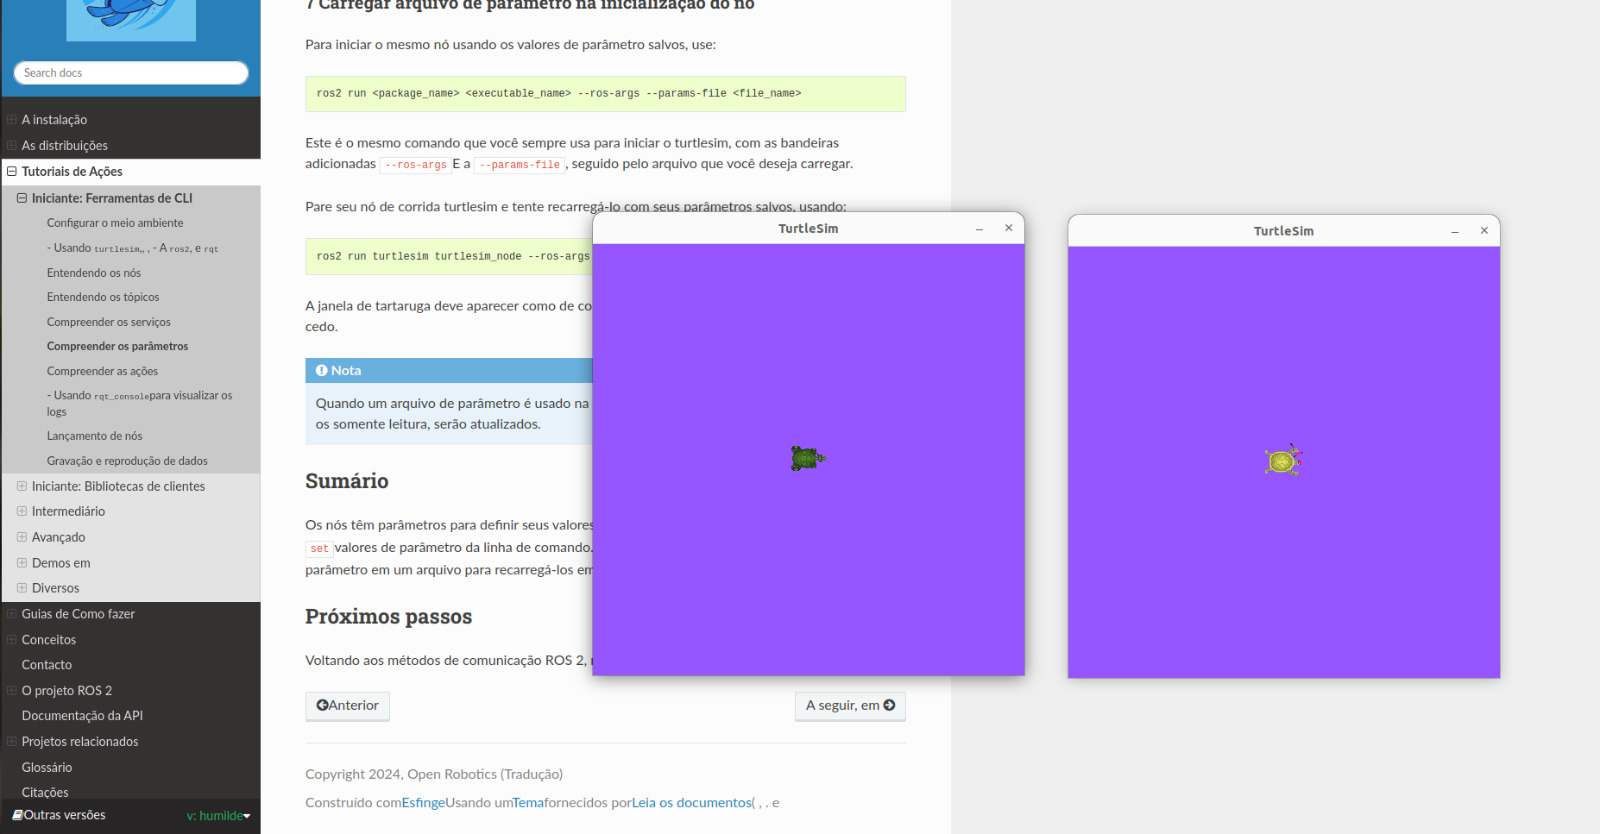 Search docs
A instalação
As distribuições
Tutoriais de Ações
Iniciante: Ferramentas de CLI
Configurar o meio ambiente
- Usando turtlesim,, , - A ros2, e rqt
Entendendo os nós
Entendendo os tópicos
Compreender os serviços
Compreender os parâmetros
Compreender as ações
- Usando rqt_consolepara visualizar os
logs
Lançamento de nós
Gravação e reprodução de dados
Iniciante: Bibliotecas de clientes
Intermediário
Avançado
Demos em
Diversos
Guias de Como fazer
Conceitos
Contacto
O projeto ROS 2
Documentação da API
Projetos relacionados
Glossário
Citações
Outras versões
v: humilde
7 Carregar arquivo de parâmetro na inicialização do nó
Para iniciar o mesmo nó usando os valores de parâmetro salvos, use:
ros2 run <package_name> <executable_name> --ros-args --params-file <file_name>
Este é o mesmo comando que você sempre usa para iniciar o turtlesim, com as bandeiras
adicionadas --ros-args E a --params-file, seguido pelo arquivo que você deseja carregar.
Pare seu nó de corrida turtlesim e tente recarregá-lo com seus parâmetros salvos, usando:
ros2 run turtlesim turtlesim_node --ros-args
A janela de tartaruga deve aparecer como de co
cedo.
Nota
Quando um arquivo de parâmetro é usado na
os somente leitura, serão atualizados.
Sumário
Os nós têm parâmetros para definir seus valores
set valores de parâmetro da linha de comando.
parâmetro em um arquivo para recarregá-los em
Próximos passos
Voltando aos métodos de comunicação ROS 2,
Anterior
A seguir, em
Copyright 2024, Open Robotics (Tradução)
Construído comEsfingeUsando umTemafornecidos porLeia os documentos( , . e
TurtleSim
TurtleSim